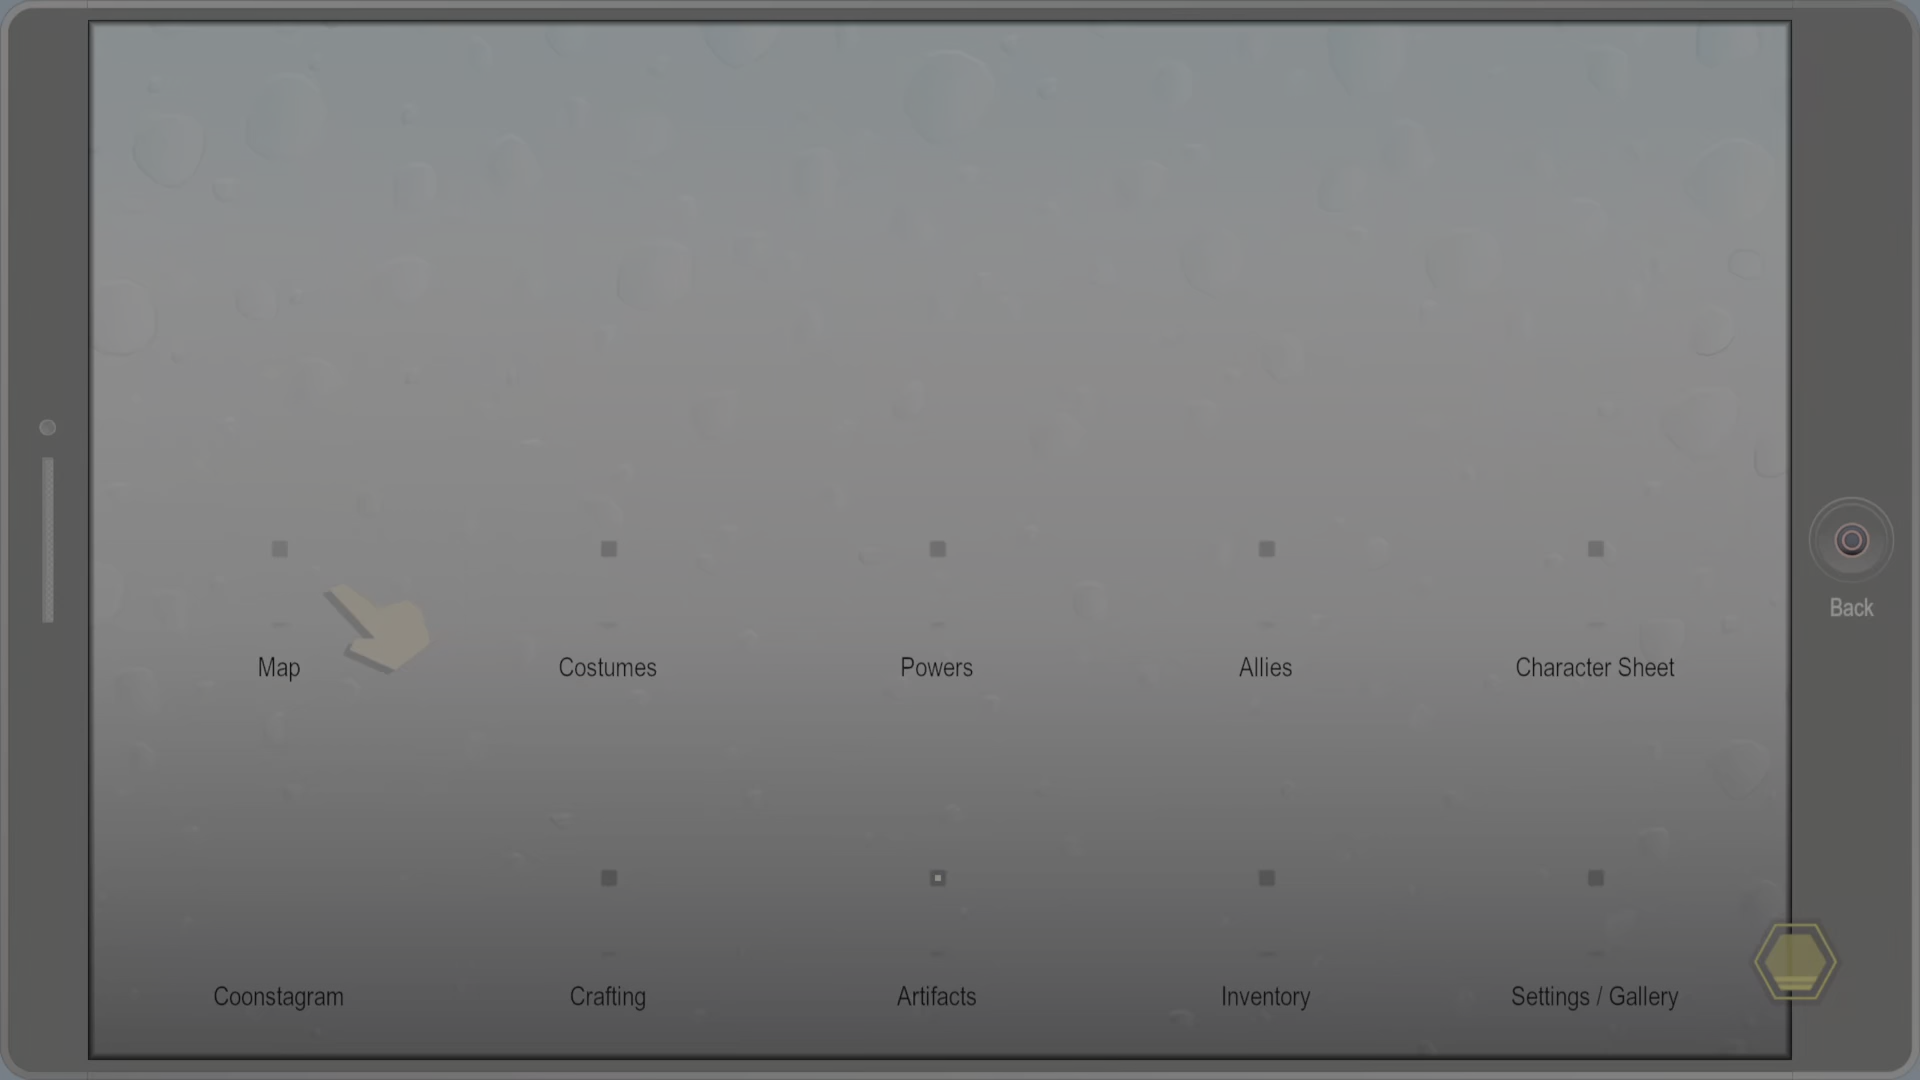 Map
Costumes
Powers
Allies
Character Sheet
Back
Coonstagram
Crafting
Artifacts
Inventory
Settings / Gallery